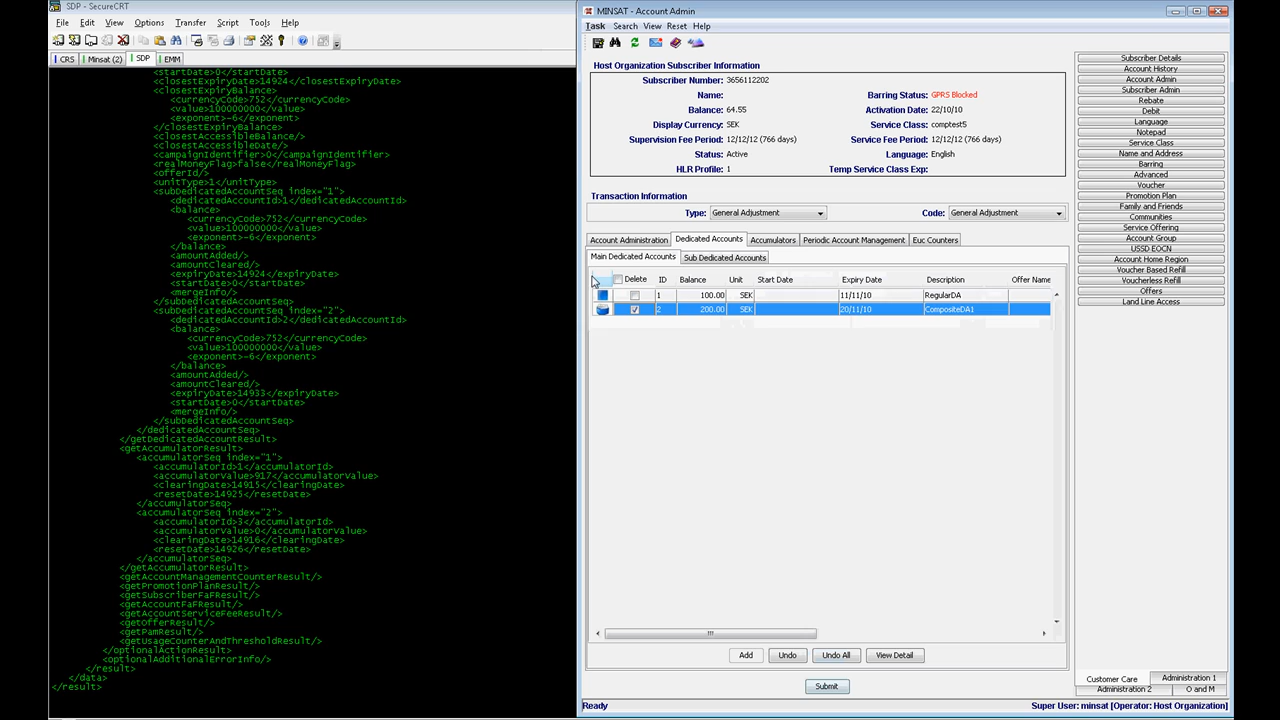 SDP - SecureCRT
File Edit View Options Transfer Script Tools Help
CRS Minsat (2) SDP EMM
<startDate>0</startDate>
<closestExpiryDate>14924</closestExpiryDate>
<closestExpiryBalance>
<currencyCode>752</currencyCode>
<value>100000000</value>
<exponent>-6</exponent>
</closestExpiryBalance>
<closestAccessibleBalance/>
<closestAccessibleDate/>
<campaignIdentifier>0</campaignIdentifier>
<realMoneyFlag>false</realMoneyFlag>
<offerId/>
<unitType>1</unitType>
<subDedicatedAccountSeq index="1">
<dedicatedAccountId>1</dedicatedAccountId>
<balance>
<currencyCode>752</currencyCode>
<value>100000000</value>
<exponent>-6</exponent>
</balance>
<amountAdded/>
<amountCleared/>
<expiryDate>14924</expiryDate>
<startDate>0</startDate>
<mergeInfo/>
</subDedicatedAccountSeq>
<subDedicatedAccountSeq index="2">
<dedicatedAccountId>2</dedicatedAccountId>
<balance>
<currencyCode>752</currencyCode>
<value>100000000</value>
<exponent>-6</exponent>
</balance>
<amountAdded/>
<amountCleared/>
<expiryDate>14933</expiryDate>
<startDate>0</startDate>
<mergeInfo/>
</subDedicatedAccountSeq>
</dedicatedAccountSeq>
</getDedicatedAccountResult>
<getAccumulatorResult>
<accumulatorSeq index="1">
<accumulatorId>1</accumulatorId>
<accumulatorValue>917</accumulatorValue>
<clearingDate>14915</clearingDate>
<resetDate>14925</resetDate>
</accumulatorSeq>
<accumulatorSeq index="2">
<accumulatorId>3</accumulatorId>
<accumulatorValue>0</accumulatorValue>
<clearingDate>14916</clearingDate>
<resetDate>14926</resetDate>
</accumulatorSeq>
</getAccumulatorResult>
<getAccountManagementCounterResult/>
<getPromotionPlanResult/>
<getSubscriberFaFResult/>
<getAccountFaFResult/>
<getAccountServiceFeeResult/>
<getOfferResult/>
<getPamResult/>
<getUsageCounterAndThresholdResult/>
</optionalActionResult>
<optionalAdditionalErrorInfo/>
</result>
</data>
</result>
MINSAT - Account Admin
Task Search View Reset Help
Host Organization Subscriber Information
Subscriber Number: 3656112202
Name: Barring Status: GPRS Blocked
Balance: 64.55 Activation Date: 22/10/10
Display Currency: SEK Service Class: comptest5
Supervision Fee Period: 12/12/12 (766 days) Service Fee Period: 12/12/12 (766 days)
Status: Active Language: English
HLR Profile: 1 Temp Service Class Exp:
Transaction Information
Type: General Adjustment Code: General Adjustment
Account Administration Dedicated Accounts Accumulators Periodic Account Management Euc Counters
Main Dedicated Accounts Sub Dedicated Accounts
Delete ID Balance Unit Start Date Expiry Date Description Offer Name
1 100.00 SEK 11/11/10 RegularDA
2 200.00 SEK 20/11/10 CompositeDA1
Add Undo Undo All View Detail
Submit
Subscriber Details
Account History
Account Admin
Subscriber Admin
Rebate
Debit
Language
Notepad
Service Class
Name and Address
Barring
Advanced
Voucher
Promotion Plan
Family and Friends
Communities
Service Offering
Account Group
USSD EOCN
Account Home Region
Voucher Based Refill
Voucherless Refill
Offers
Land Line Access
Customer Care Administration 1
Administration 2 O and M
Ready Super User: minsat [Operator: Host Organization]